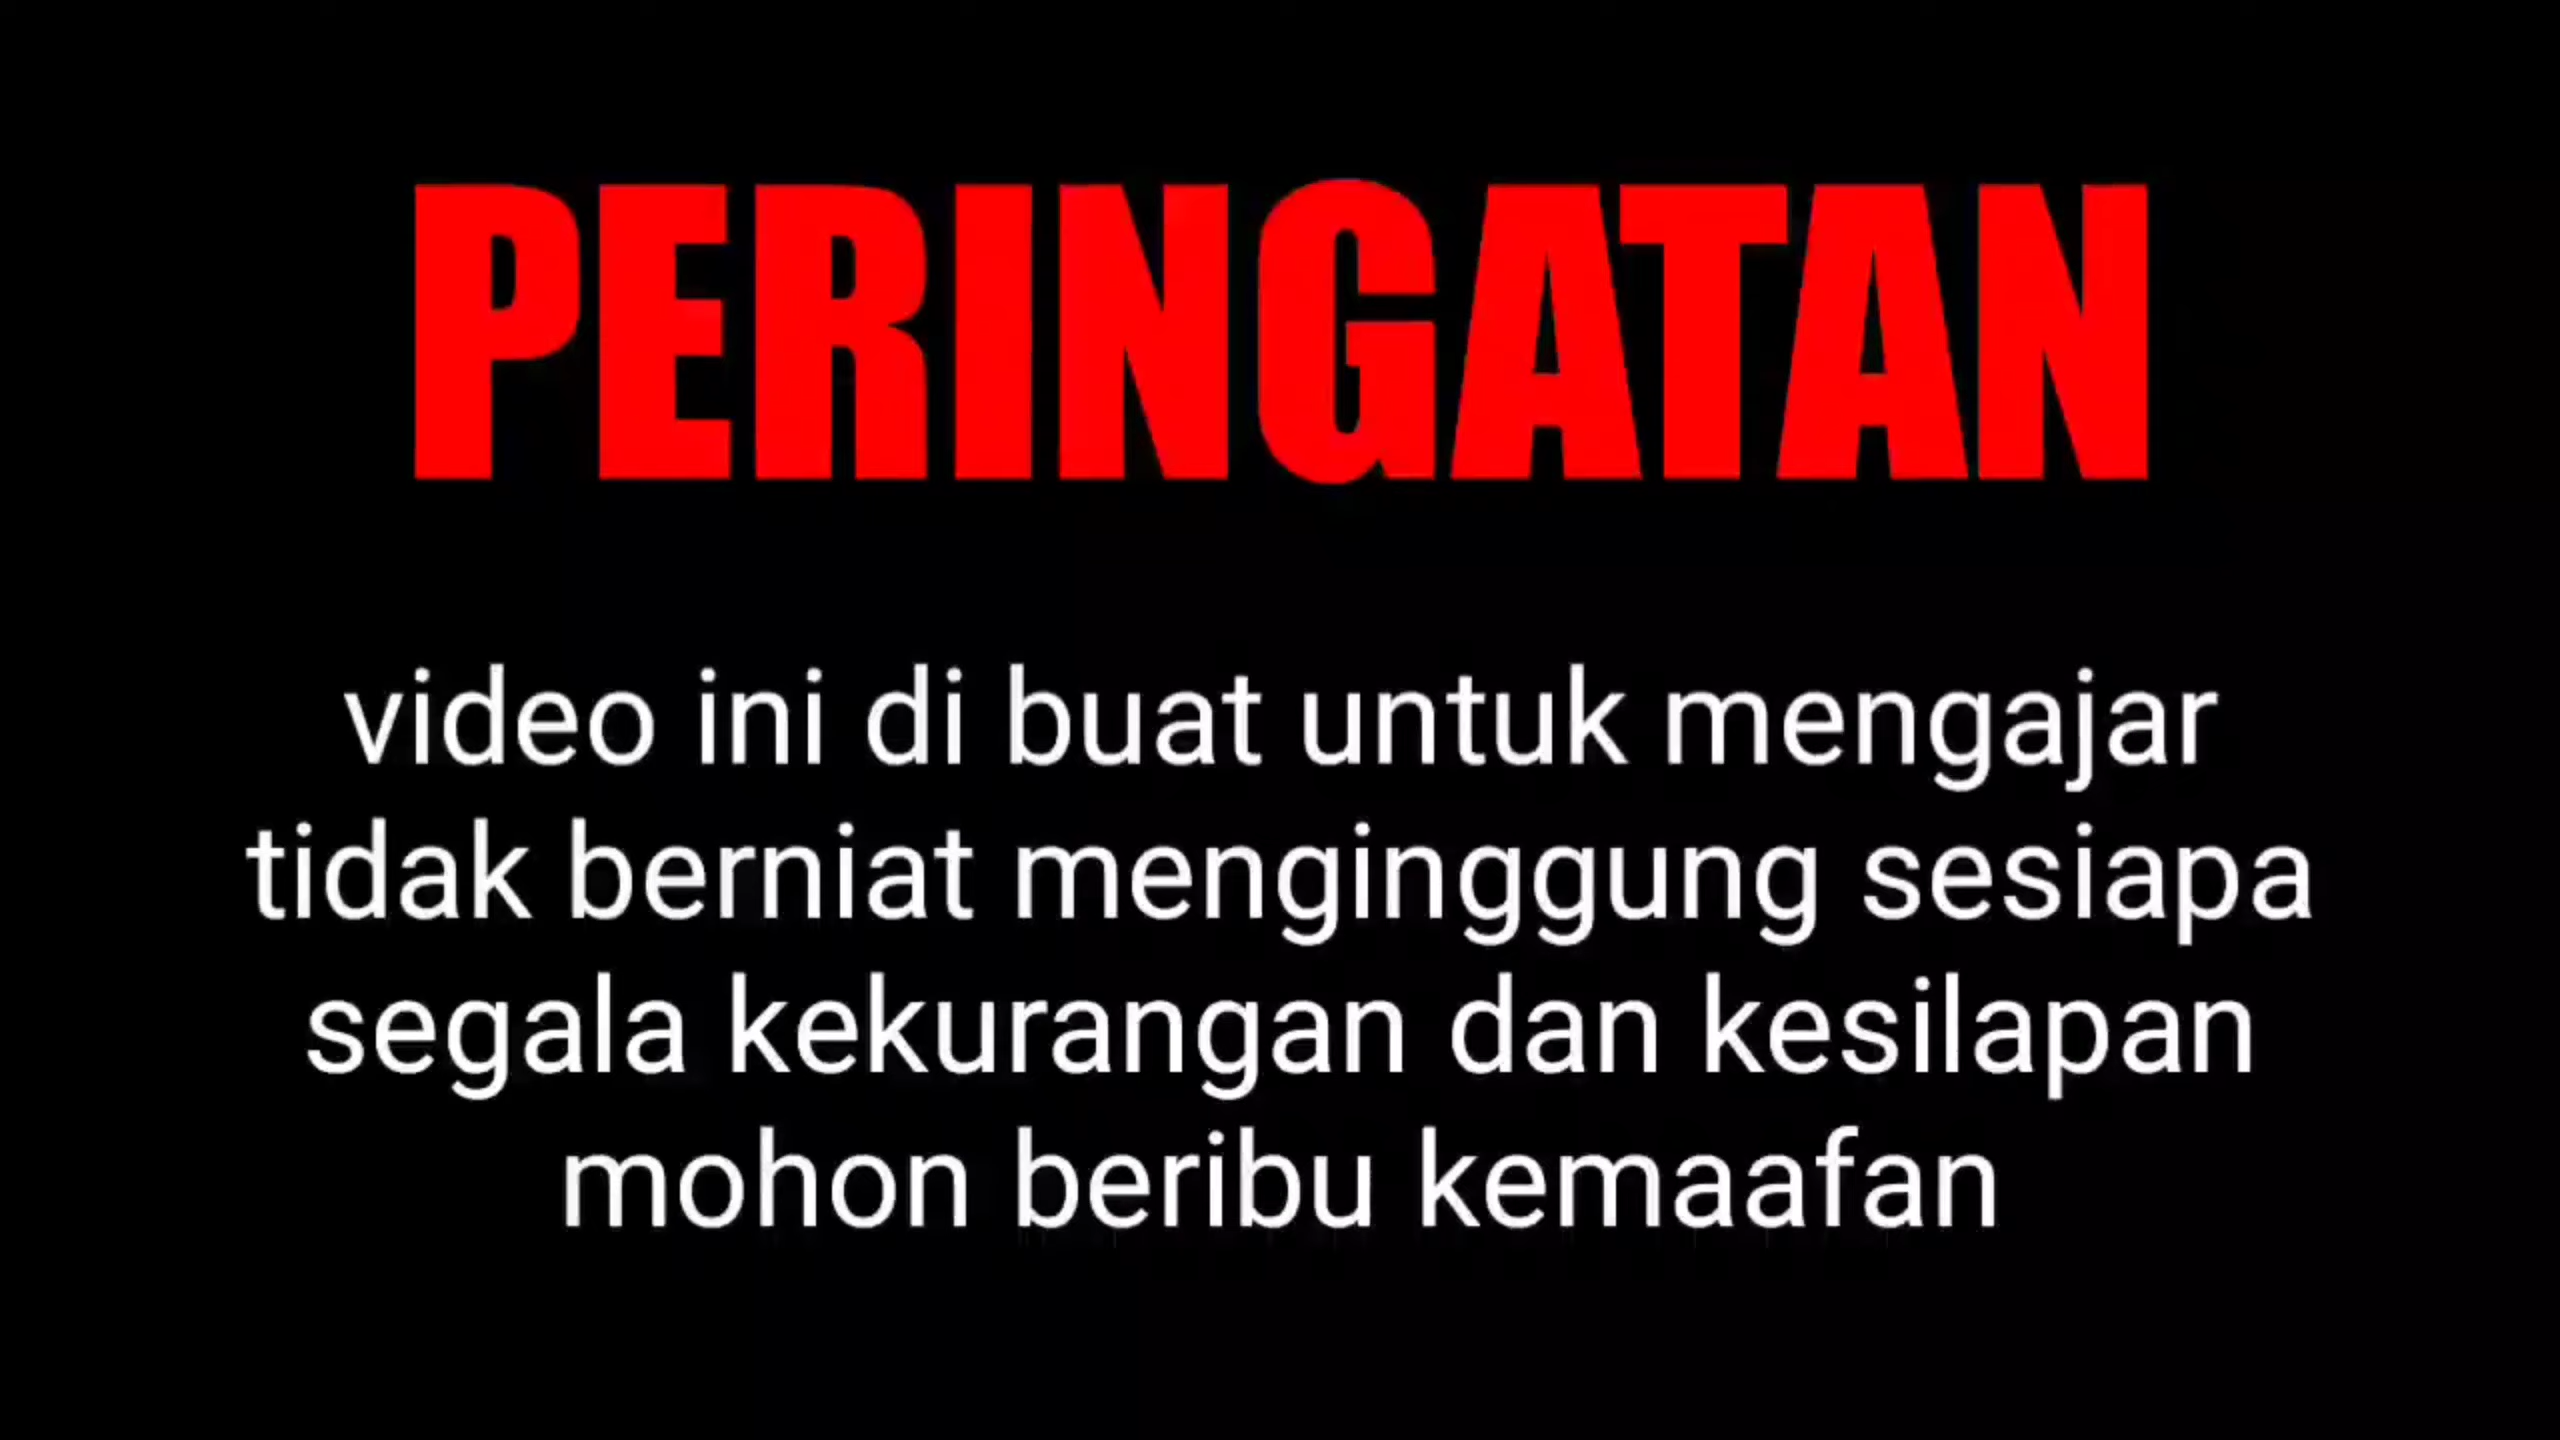 PERINGATAN
video ini di buat untuk mengajar
tidak berniat menginggung sesiapa
segala kekurangan dan kesilapan
mohon beribu kemaafan